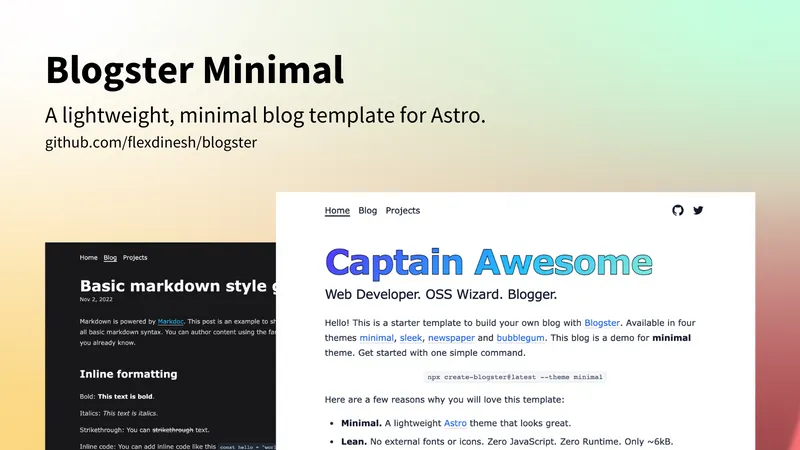 Blogster Minimal
A lightweight, minimal blog template for Astro.
github.com/flexdinesh/blogster
Home Blog Projects
Captain Awesome
Web Developer. OSS Wizard. Blogger.
Hello! This is a starter template to build your own blog with Blogster. Available in four
themes minimal, sleek, newspaper and bubblegum. This blog is a demo for minimal
theme. Get started with one simple command.
npx create-blogster@latest --theme minimal
Here are a few reasons why you will love this template:
• Minimal. A lightweight Astro theme that looks great.
• Lean. No external fonts or icons. Zero JavaScript. Zero Runtime. Only ~6kB.
Home Blog Projects
Basic markdown style
Nov 2, 2022
Markdown is powered by Markdoc. This post is an example to
all basic markdown syntax. You can author content using the
you already know.
Inline formatting
Bold: This text is bold.
Italics: This text is italics.
Strikethrough: You can strikethrough text.
Inline code: You can add inline code like this const hello =